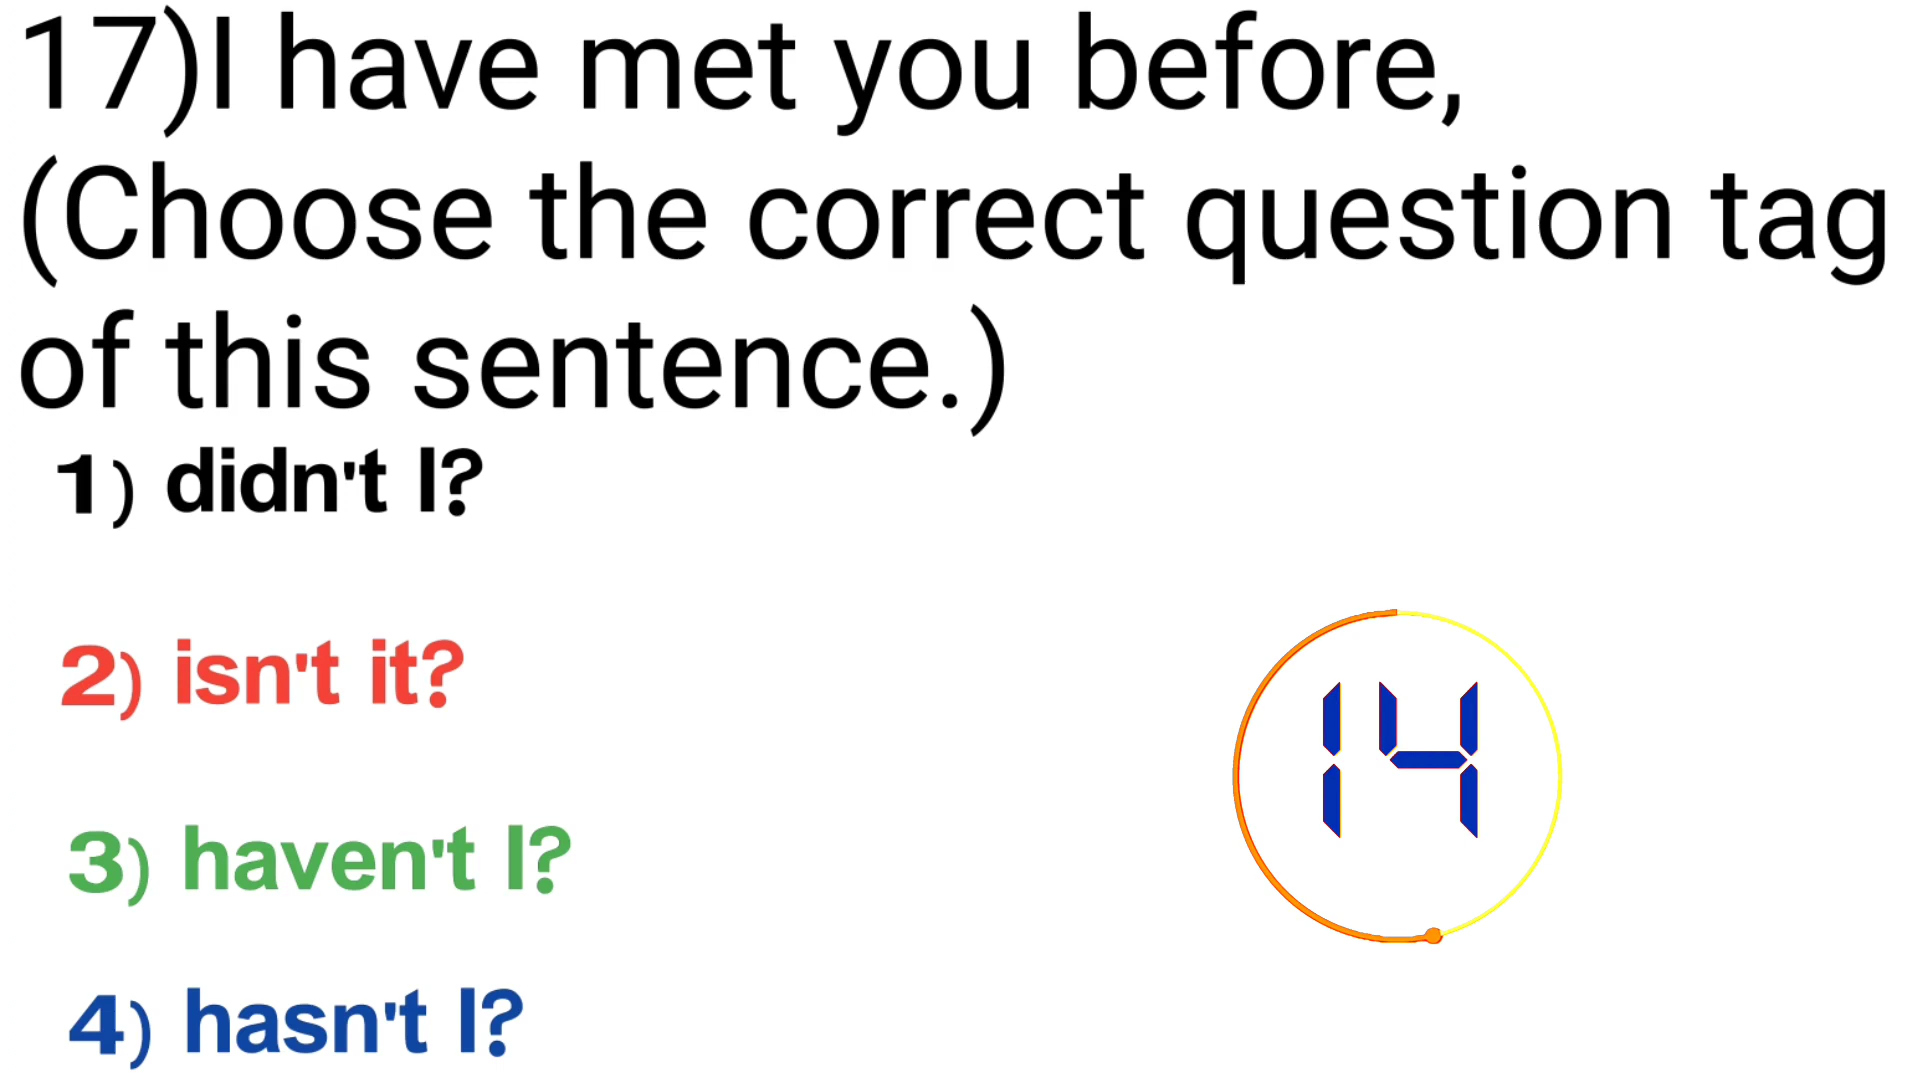 17)I have met you before,
(Choose the correct question tag
of this sentence.)
1) didn't I?
2) isn't it?
3) haven't I?
14
4) hasn't I?